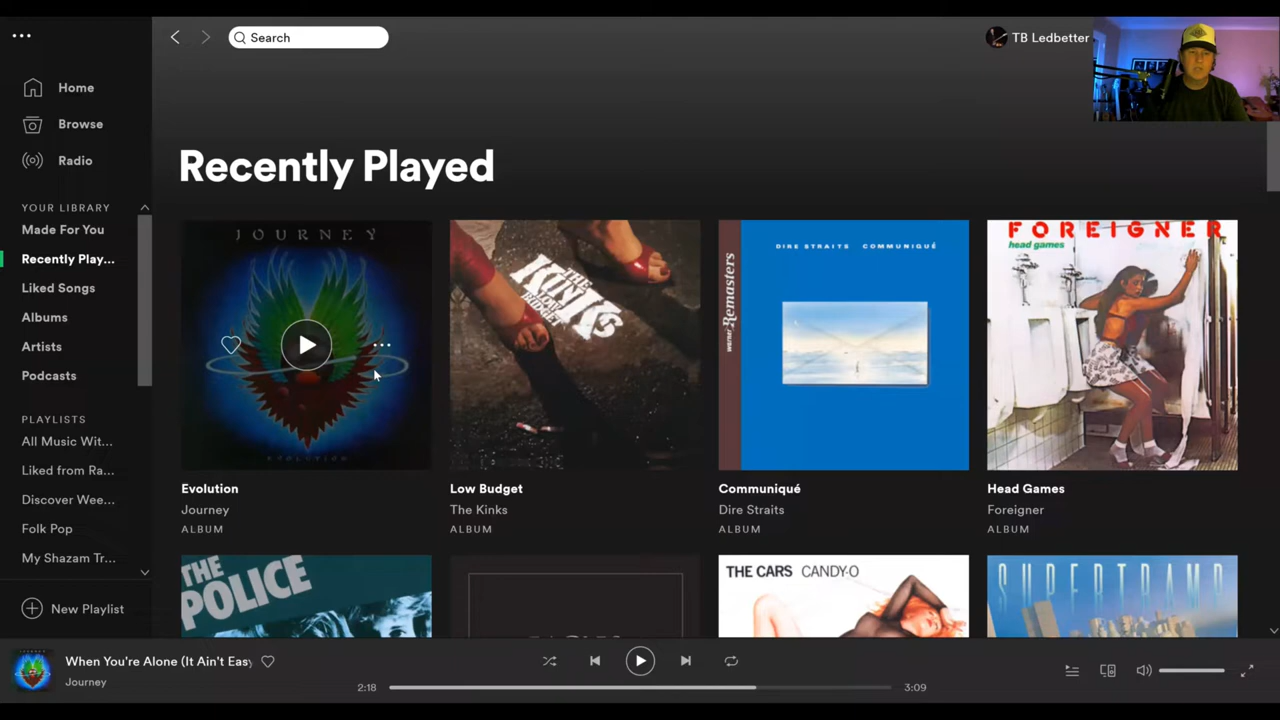 Search
TB Ledbetter
Home
Browse
Radio
YOUR LIBRARY
Made For You
Recently Play...
Liked Songs
Albums
Artists
Podcasts
PLAYLISTS
All Music Wit...
Liked from Ra...
Discover Wee...
Folk Pop
My Shazam Tr...
New Playlist
Recently Played
JOURNEY
EVOLUTION
Evolution
Journey
ALBUM
THE
KINKS
LOW
BUDGET
Low Budget
The Kinks
ALBUM
DIRE STRAITS COMMUNIQUÉ
Remasters
Communiqué
Dire Straits
ALBUM
FOREIGNER
head games
Head Games
Foreigner
ALBUM
THE
POLICE
EAGLES
THE CARS CANDY-O
SUPERTRAMP
When You're Alone (It Ain't Easy
Journey
2:18
3:09